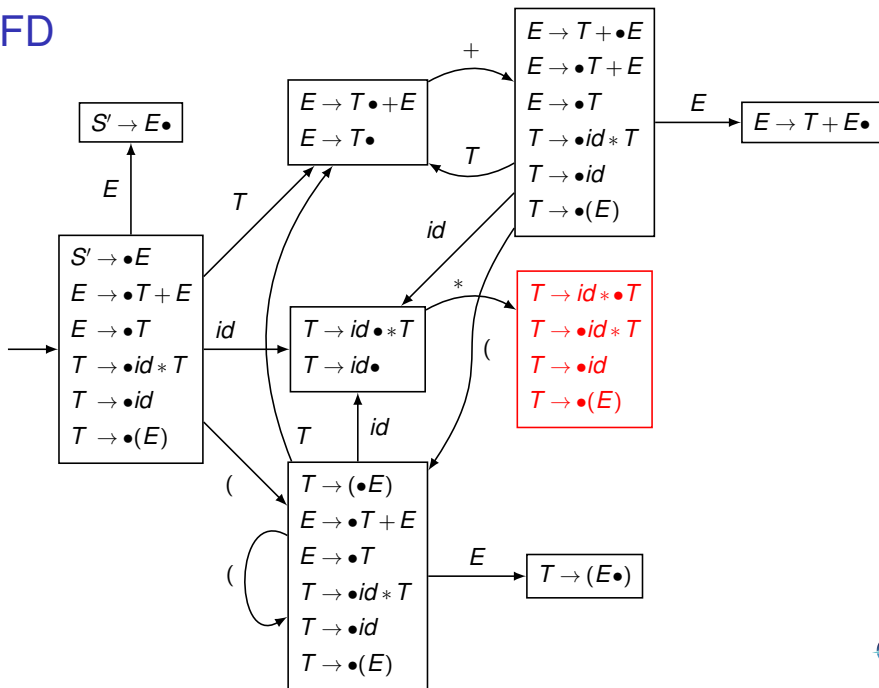 FD
E → T + •E
E → •T + E
E → •T
T → •id * T
T → •id
T → •(E)
+
E → T • +E
E → T•
E
E → T + E•
S′ → E•
T
E
T
id
S′ → •E
E → •T + E
E → •T
T → •id * T
T → •id
T → •(E)
id
T → id • *T
T → id•
*
T → id * •T
T → •id * T
T → •id
T → •(E)
(
id
T
(
T → (•E)
E → •T + E
E → •T
T → •id * T
T → •id
T → •(E)
(
E
T → (E•)